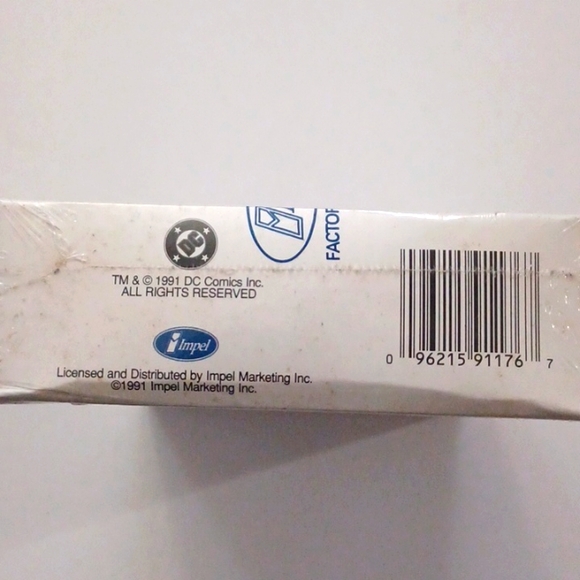 DC
FACTOR
TM & © 1991 DC Comics Inc.
ALL RIGHTS RESERVED
i Impel
Licensed and Distributed by Impel Marketing Inc.
©1991 Impel Marketing Inc.
0 96215 91176 7